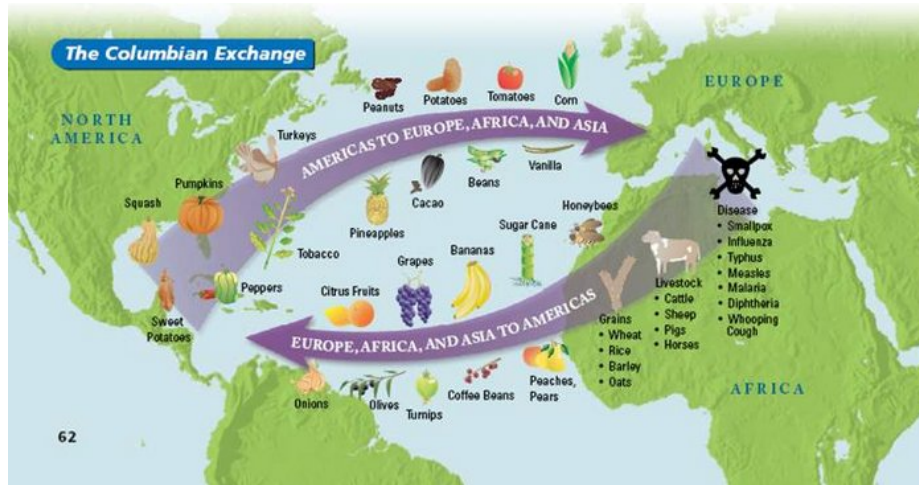 The Columbian Exchange
NORTH
AMERICA
EUROPE
Peanuts
Potatoes
Tomatoes
Corn
Turkeys
AMERICAS TO EUROPE, AFRICA, AND ASIA
Squash
Pumpkins
Pineapples
Cacao
Beans
Vanilla
Tobacco
Peppers
Sweet
Potatoes
Citrus Fruits
Grapes
Bananas
Sugar Cane
Honeybees
EUROPE, AFRICA, AND ASIA TO AMERICAS
Onions
Olives
Turnips
Coffee Beans
Peaches,
Pears
Grains
• Wheat
• Rice
• Barley
• Oats
Livestock
• Cattle
• Sheep
• Pigs
• Horses
Disease
• Smallpox
• Influenza
• Typhus
• Measles
• Malaria
• Diphtheria
• Whooping
Cough
AFRICA
62